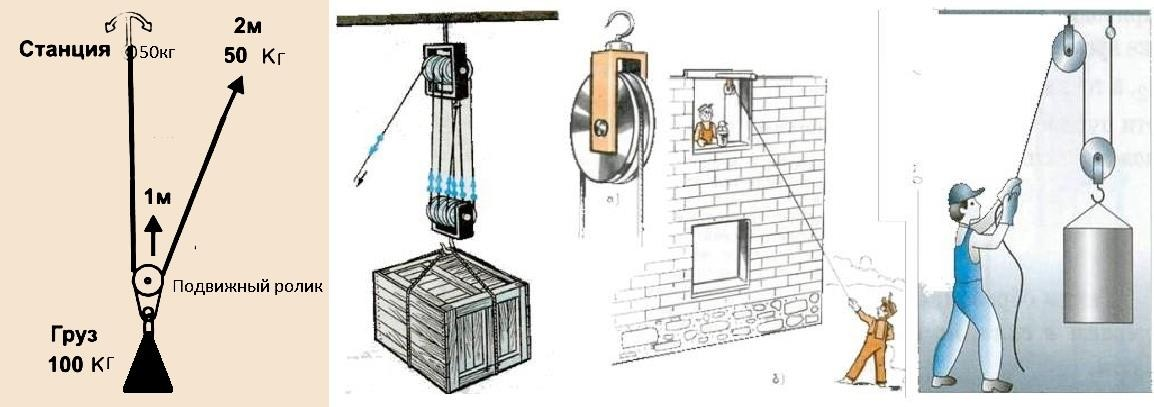 Станция
50кг
2м
50 Кг
1м
Подвижный ролик
Груз
100 КГ
а)
б)